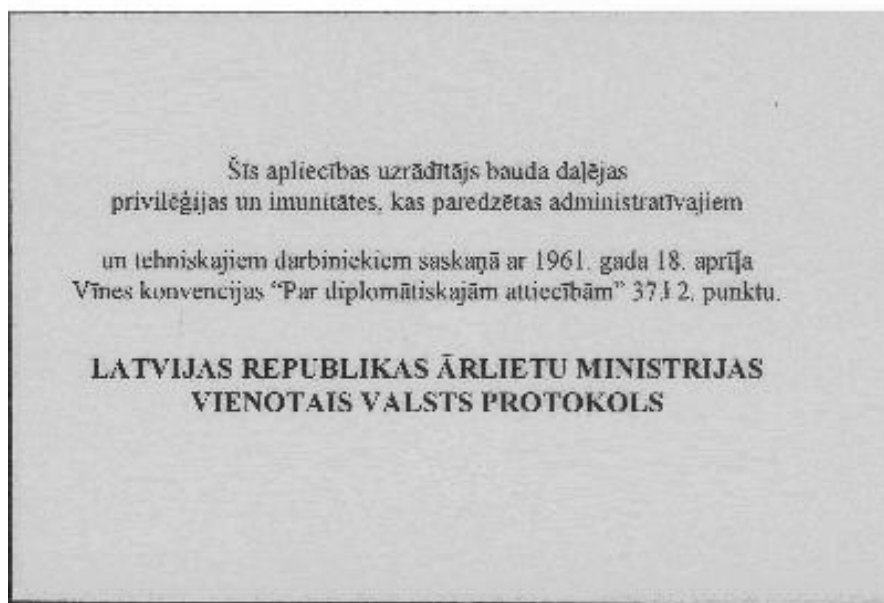 Šīs apliecības uzrādītājs bauda daļējas
privilēģijas un imunitātes, kas paredzētas administratīvajiem
un tehniskajiem darbiniekiem saskaņā ar 1961. gada 18. aprīļa
Vīnes konvencijas “Par diplomātiskajām attiecībām” 37.§ 2. punktu.
LATVIJAS REPUBLIKAS ĀRLIETU MINISTRIJAS
VIENOTAIS VALSTS PROTOKOLS